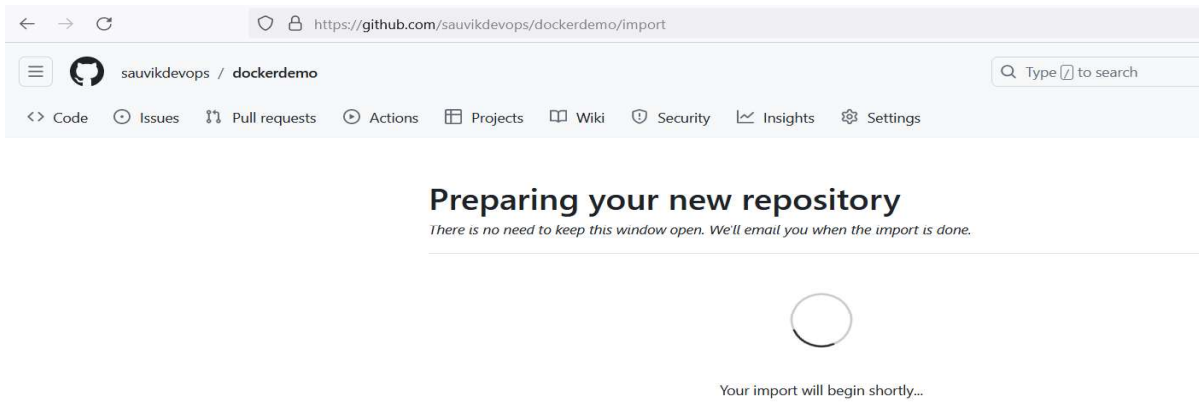 https://github.com/sauvikdevops/dockerdemo/import
sauvikdevops / dockerdemo
Type / to search
<> Code Issues Pull requests Actions Projects Wiki Security Insights Settings
Preparing your new repository
There is no need to keep this window open. We'll email you when the import is done.
Your import will begin shortly...